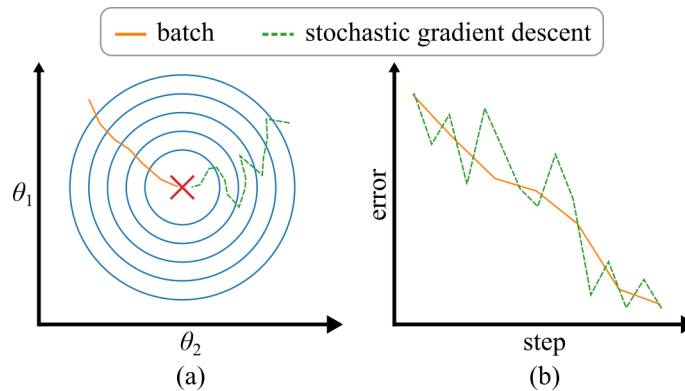 batch
stochastic gradient descent
θ1
θ2
(a)
error
step
(b)